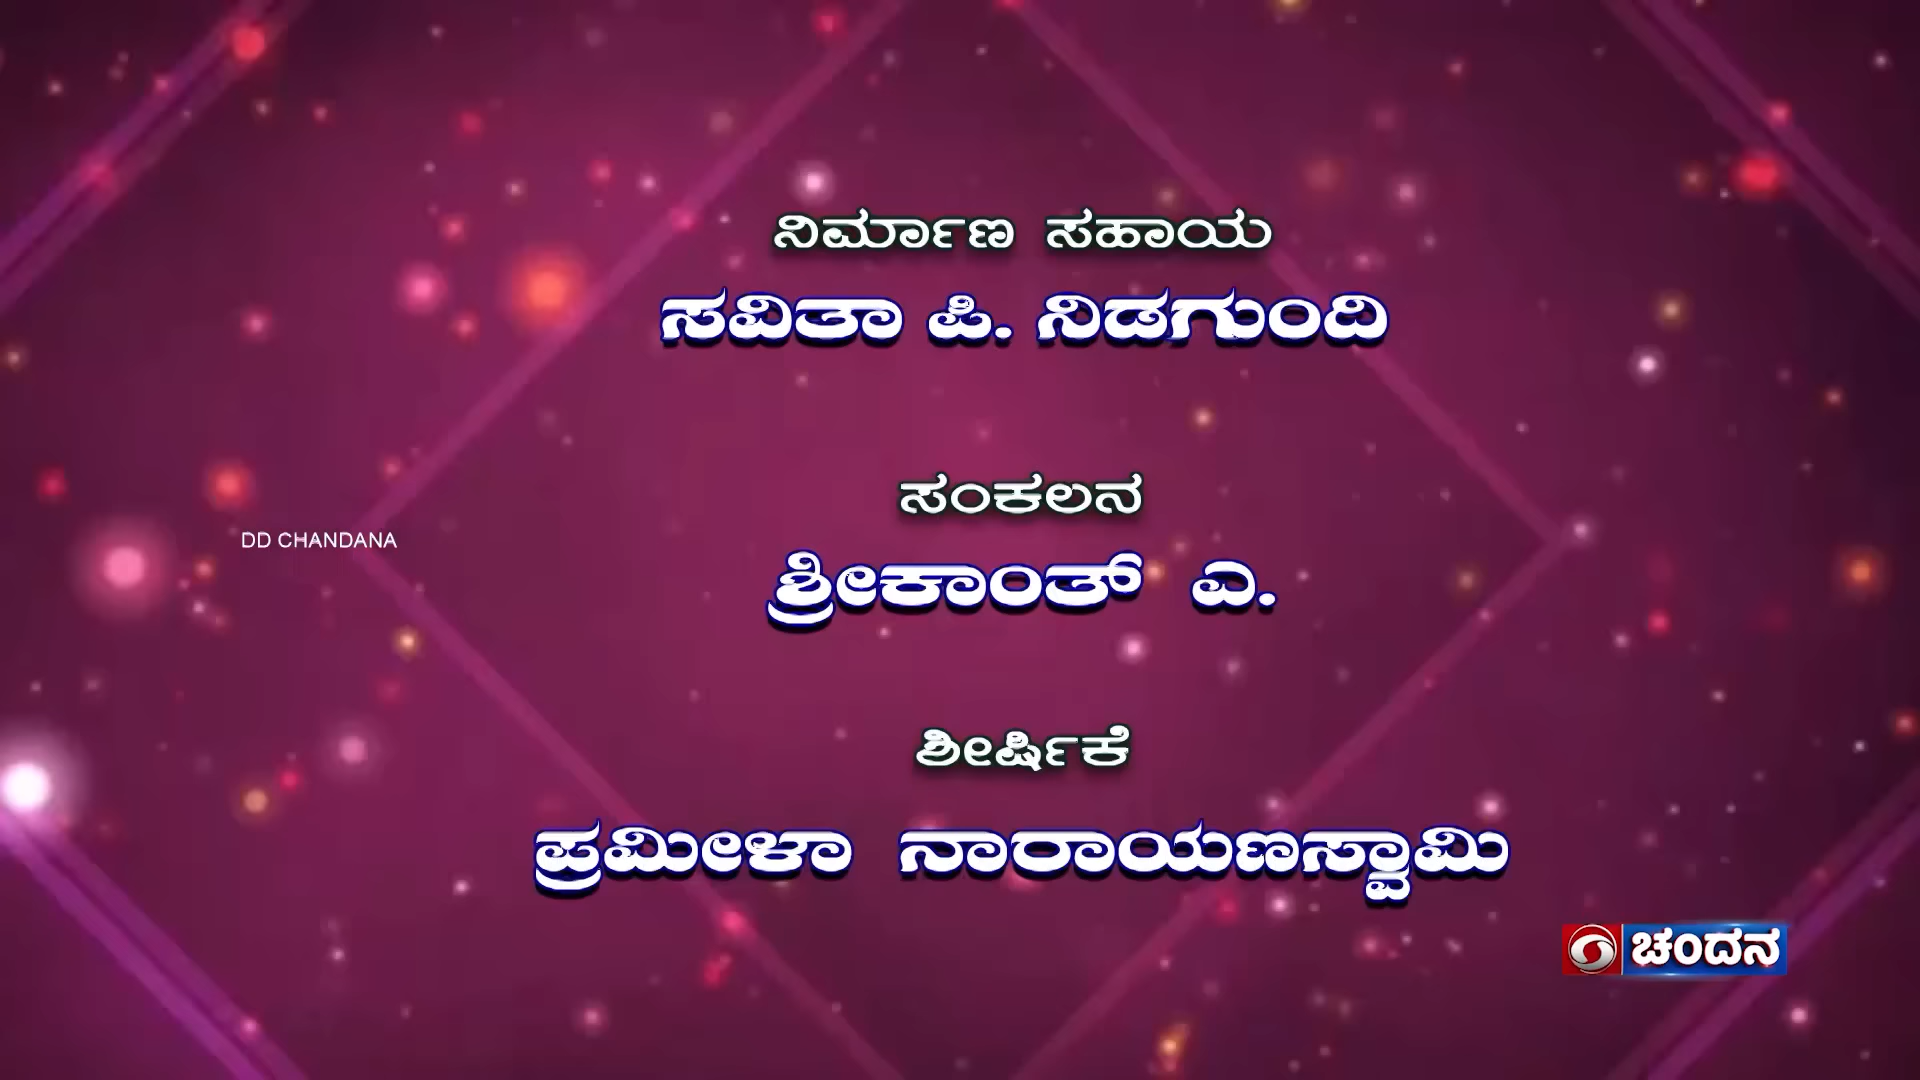 ನಿರ್ಮಾಣ ಸಹಾಯ
ಸವಿತಾ ಪಿ. ನಿಡಗುಂದಿ
ಸಂಕಲನ
DD CHANDANA
ಶ್ರೀಕಾಂತ್ ಎ.
ಶೀರ್ಷಿಕೆ
ಪ್ರಮೀಳಾ ನಾರಾಯಣಸ್ವಾಮಿ
ಚಂದನ